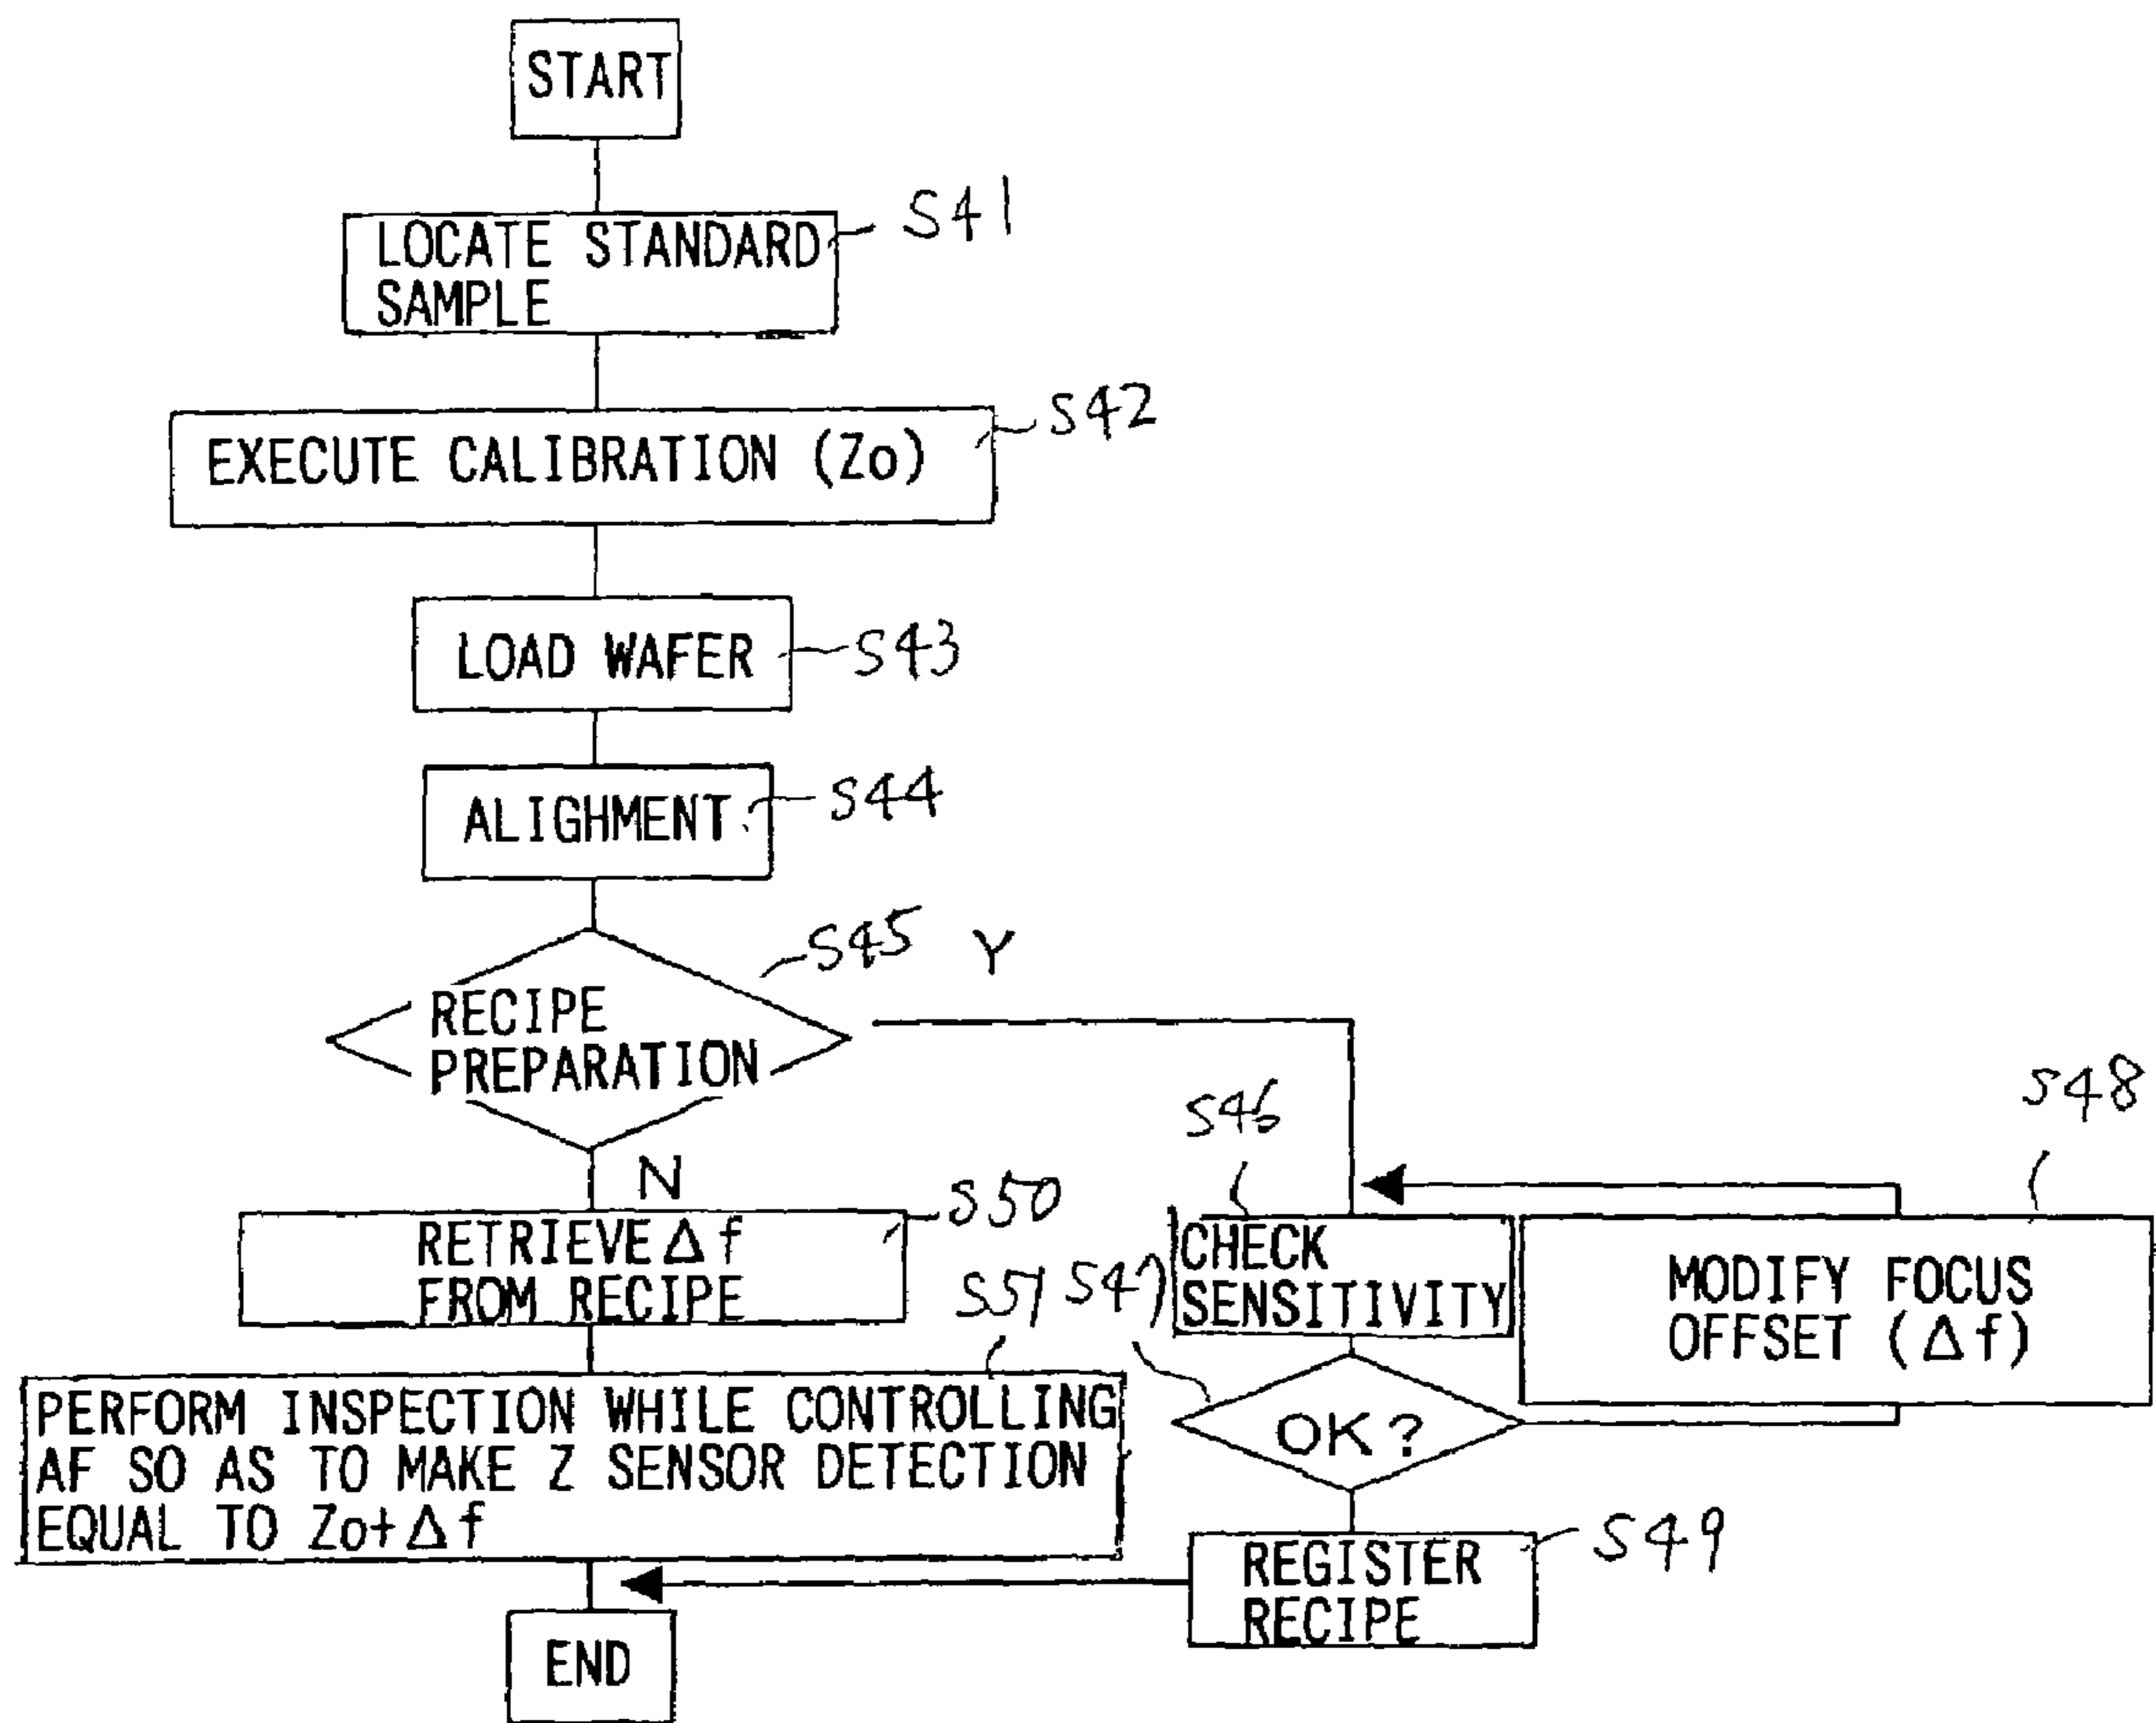 START
LOCATE STANDARD
SAMPLE
S41
EXECUTE CALIBRATION (Zo)
S42
LOAD WAFER
S43
ALIGHMENT
S44
RECIPE
PREPARATION
S45
Y
N
RETRIEVE Δf
FROM RECIPE
S50
PERFORM INSPECTION WHILE CONTROLLING
AF SO AS TO MAKE Z SENSOR DETECTION
EQUAL TO Zo+Δf
S51
CHECK
SENSITIVITY
S46
OK?
S47
MODIFY FOCUS
OFFSET (Δf)
S48
REGISTER
RECIPE
S49
END